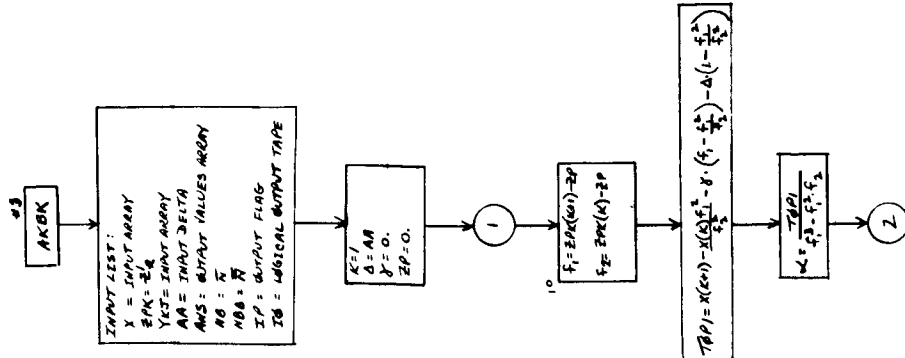 #3
AKBK
INPUT LIST:
X = INPUT ARRAY
ZPK = Z'k
YKJ = INPUT ARRAY
AA = INPUT DELTA
ANS = OUTPUT VALUES ARRAY
NB = N̄
NBB = N̿
IP = OUTPUT FLAG
IO = LOGICAL OUTPUT TAPE
K=1
Δ = AA
γ = 0.
ZP = 0.
1
10
f₁ = ZPK(K+1)-ZP
f₂ = ZPK(K)-ZP
TOP1 = X(K+1) - X(K)f₁²/f₂² - γ·(f₁ - f₁²/f₂) - Δ·(1 - f₁²/f₂²)
α = TOP1/(f₁³ - f₁²·f₂)
2